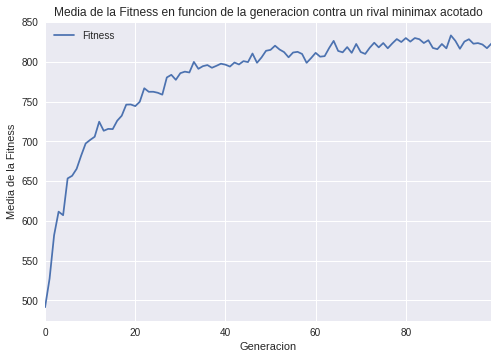 Media de la Fitness en funcion de la generacion contra un rival minimax acotado
850
Fitness
800
750
700
650
600
550
500
Media de la Fitness
0 20 40 60 80
Generacion